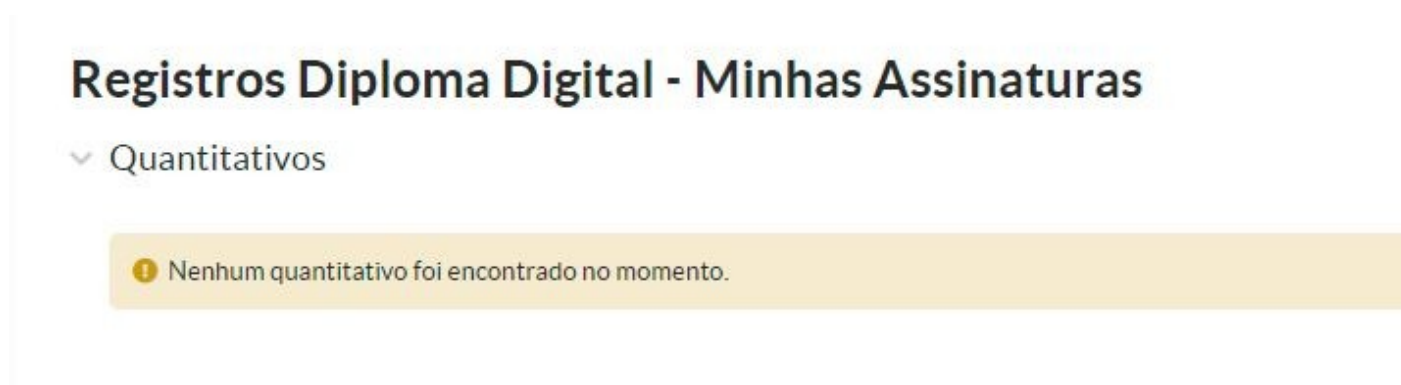 Registros Diploma Digital - Minhas Assinaturas
Quantitativos
Nenhum quantitativo foi encontrado no momento.